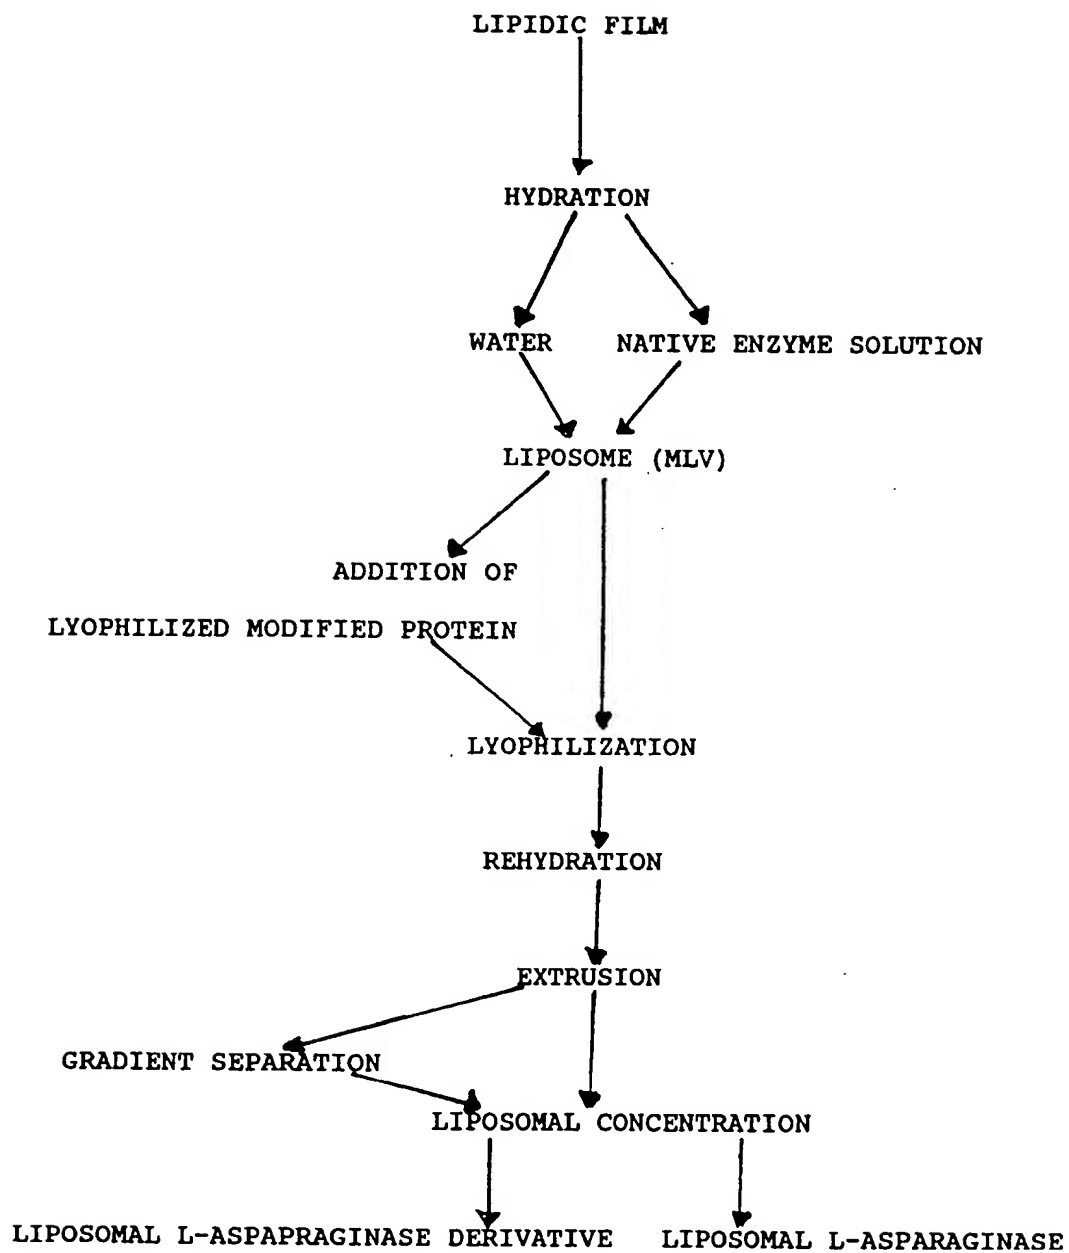 LIPIDIC FILM
HYDRATION
WATER
NATIVE ENZYME SOLUTION
LIPOSOME (MLV)
ADDITION OF
LYOPHILIZED MODIFIED PROTEIN
LYOPHILIZATION
REHYDRATION
EXTRUSION
GRADIENT SEPARATION
LIPOSOMAL CONCENTRATION
LIPOSOMAL L-ASPAPRAGINASE DERIVATIVE
LIPOSOMAL L-ASPARAGINASE